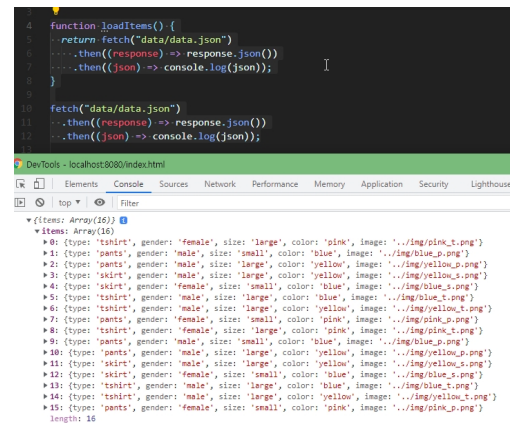 3
4 function loadItems() {
5 return fetch("data/data.json")
6 .then((response) => response.json())
7 .then((json) => console.log(json));
8 }
9
10 fetch("data/data.json")
11 .then((response) => response.json())
12 .then((json) => console.log(json));
13
DevTools - localhost:8080/index.html
Elements Console Sources Network Performance Memory Application Security Lighthouse
top ▼ Filter
▼{items: Array(16)}
▼items: Array(16)
▶0: {type: 'tshirt', gender: 'female', size: 'large', color: 'pink', image: '../img/pink_t.png'}
▶1: {type: 'pants', gender: 'male', size: 'small', color: 'blue', image: '../img/blue_p.png'}
▶2: {type: 'pants', gender: 'male', size: 'large', color: 'yellow', image: '../img/yellow_p.png'}
▶3: {type: 'skirt', gender: 'male', size: 'large', color: 'yellow', image: '../img/yellow_s.png'}
▶4: {type: 'skirt', gender: 'female', size: 'small', color: 'blue', image: '../img/blue_s.png'}
▶5: {type: 'tshirt', gender: 'male', size: 'large', color: 'blue', image: '../img/blue_t.png'}
▶6: {type: 'tshirt', gender: 'male', size: 'large', color: 'yellow', image: '../img/yellow_t.png'}
▶7: {type: 'pants', gender: 'female', size: 'small', color: 'pink', image: '../img/pink_p.png'}
▶8: {type: 'tshirt', gender: 'female', size: 'large', color: 'pink', image: '../img/pink_t.png'}
▶9: {type: 'pants', gender: 'male', size: 'small', color: 'blue', image: '../img/blue_p.png'}
▶10: {type: 'pants', gender: 'male', size: 'large', color: 'yellow', image: '../img/yellow_p.png'}
▶11: {type: 'skirt', gender: 'male', size: 'large', color: 'yellow', image: '../img/yellow_s.png'}
▶12: {type: 'skirt', gender: 'female', size: 'small', color: 'blue', image: '../img/blue_s.png'}
▶13: {type: 'tshirt', gender: 'male', size: 'large', color: 'blue', image: '../img/blue_t.png'}
▶14: {type: 'tshirt', gender: 'male', size: 'large', color: 'yellow', image: '../img/yellow_t.png'}
▶15: {type: 'pants', gender: 'female', size: 'small', color: 'pink', image: '../img/pink_p.png'}
length: 16